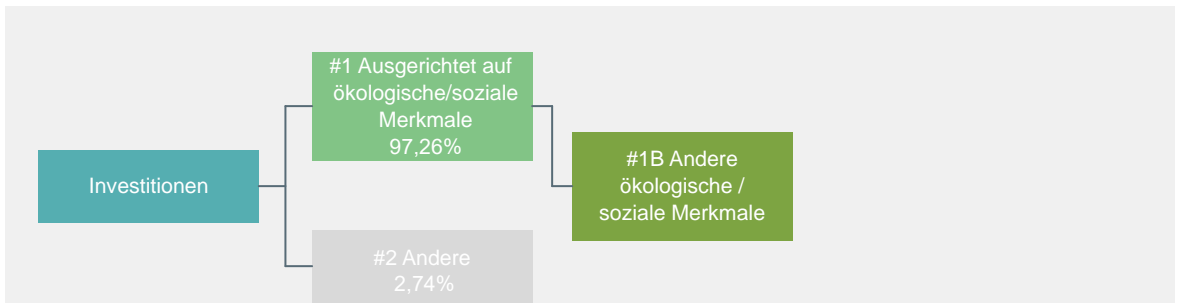 #1 Ausgerichtet auf
ökologische/soziale
Merkmale
97,26%
Investitionen
#1B Andere
ökologische /
soziale Merkmale
#2 Andere
2,74%